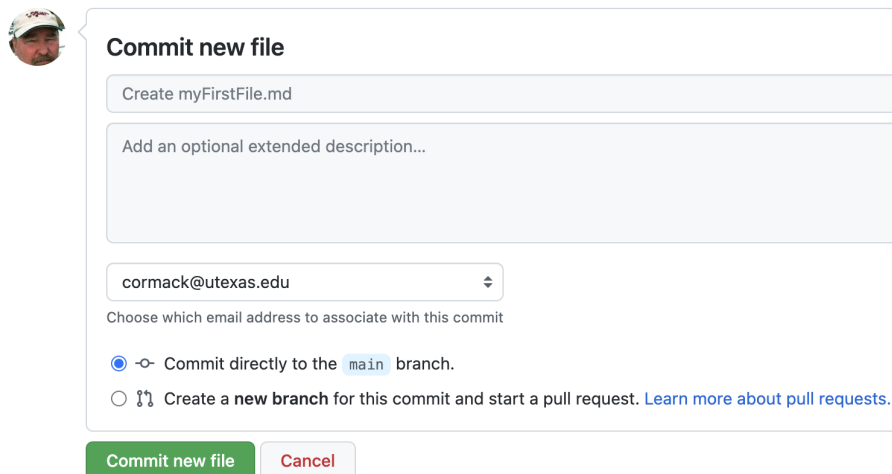 Commit new file
Create myFirstFile.md
Add an optional extended description...
cormack@utexas.edu
Choose which email address to associate with this commit
Commit directly to the main branch.
Create a new branch for this commit and start a pull request. Learn more about pull requests.
Commit new file Cancel